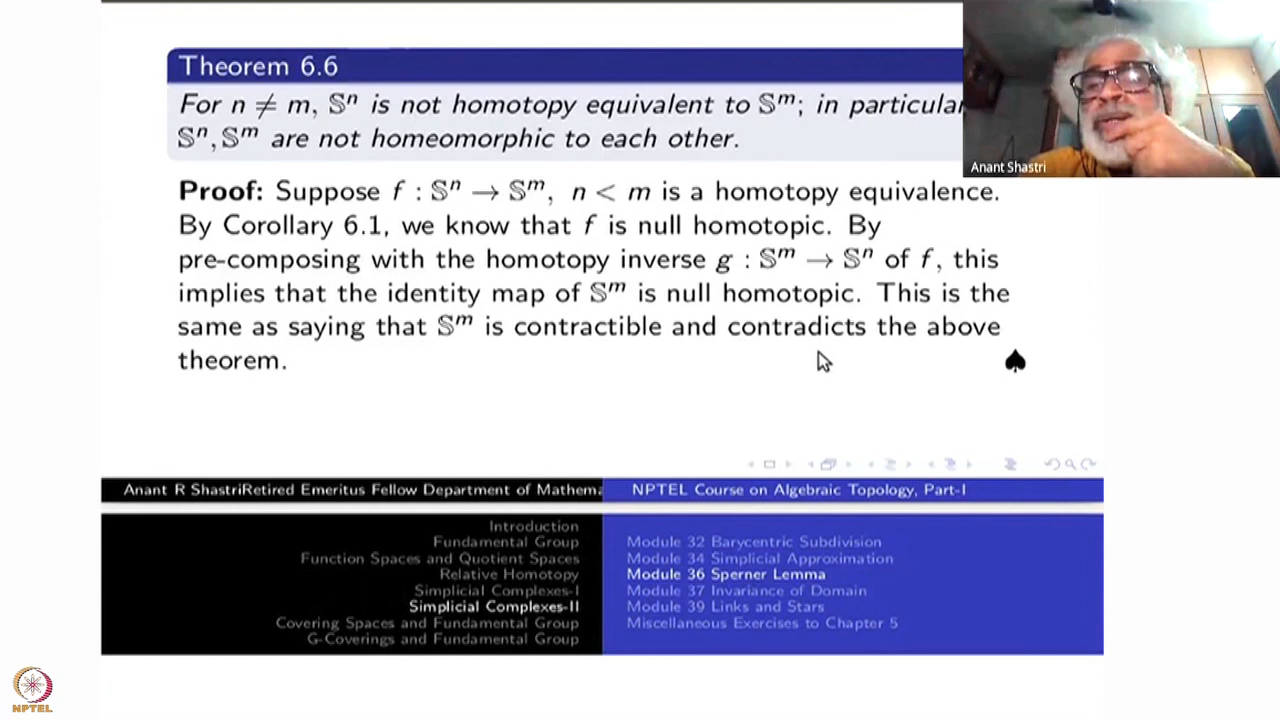 Theorem 6.6
For n ≠ m, 𝕊ⁿ is not homotopy equivalent to 𝕊ᵐ; in particular
𝕊ⁿ, 𝕊ᵐ are not homeomorphic to each other.
Anant Shastri
Proof: Suppose f : 𝕊ⁿ → 𝕊ᵐ, n < m is a homotopy equivalence.
By Corollary 6.1, we know that f is null homotopic. By
pre-composing with the homotopy inverse g : 𝕊ᵐ → 𝕊ⁿ of f, this
implies that the identity map of 𝕊ᵐ is null homotopic. This is the
same as saying that 𝕊ᵐ is contractible and contradicts the above
theorem. ♠
Anant R ShastriRetired Emeritus Fellow Department of Mathema
NPTEL Course on Algebraic Topology, Part-I
Introduction
Fundamental Group
Function Spaces and Quotient Spaces
Relative Homotopy
Simplicial Complexes-I
Simplicial Complexes-II
Covering Spaces and Fundamental Group
G-Coverings and Fundamental Group
Module 32 Barycentric Subdivision
Module 34 Simplicial Approximation
Module 36 Sperner Lemma
Module 37 Invariance of Domain
Module 39 Links and Stars
Miscellaneous Exercises to Chapter 5
NPTEL